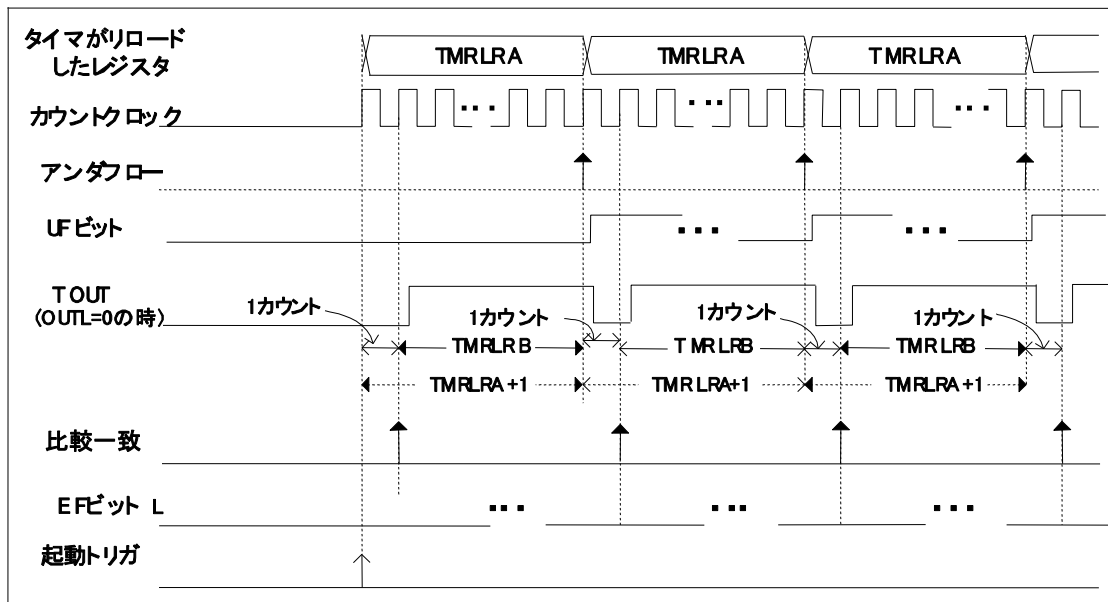 タイマがリロード
したレジスタ
TMRLRA TMRLRA TMRLRA
カウントクロック
アンダフロー
UFビット
TOUT
(OUTL=0の時)
1カウント 1カウント 1カウント 1カウント
TMRLRB TMRLRB TMRLRB
TMRLRA+1 TMRLRA+1 TMRLRA+1
比較一致
EFビット L
起動トリガ